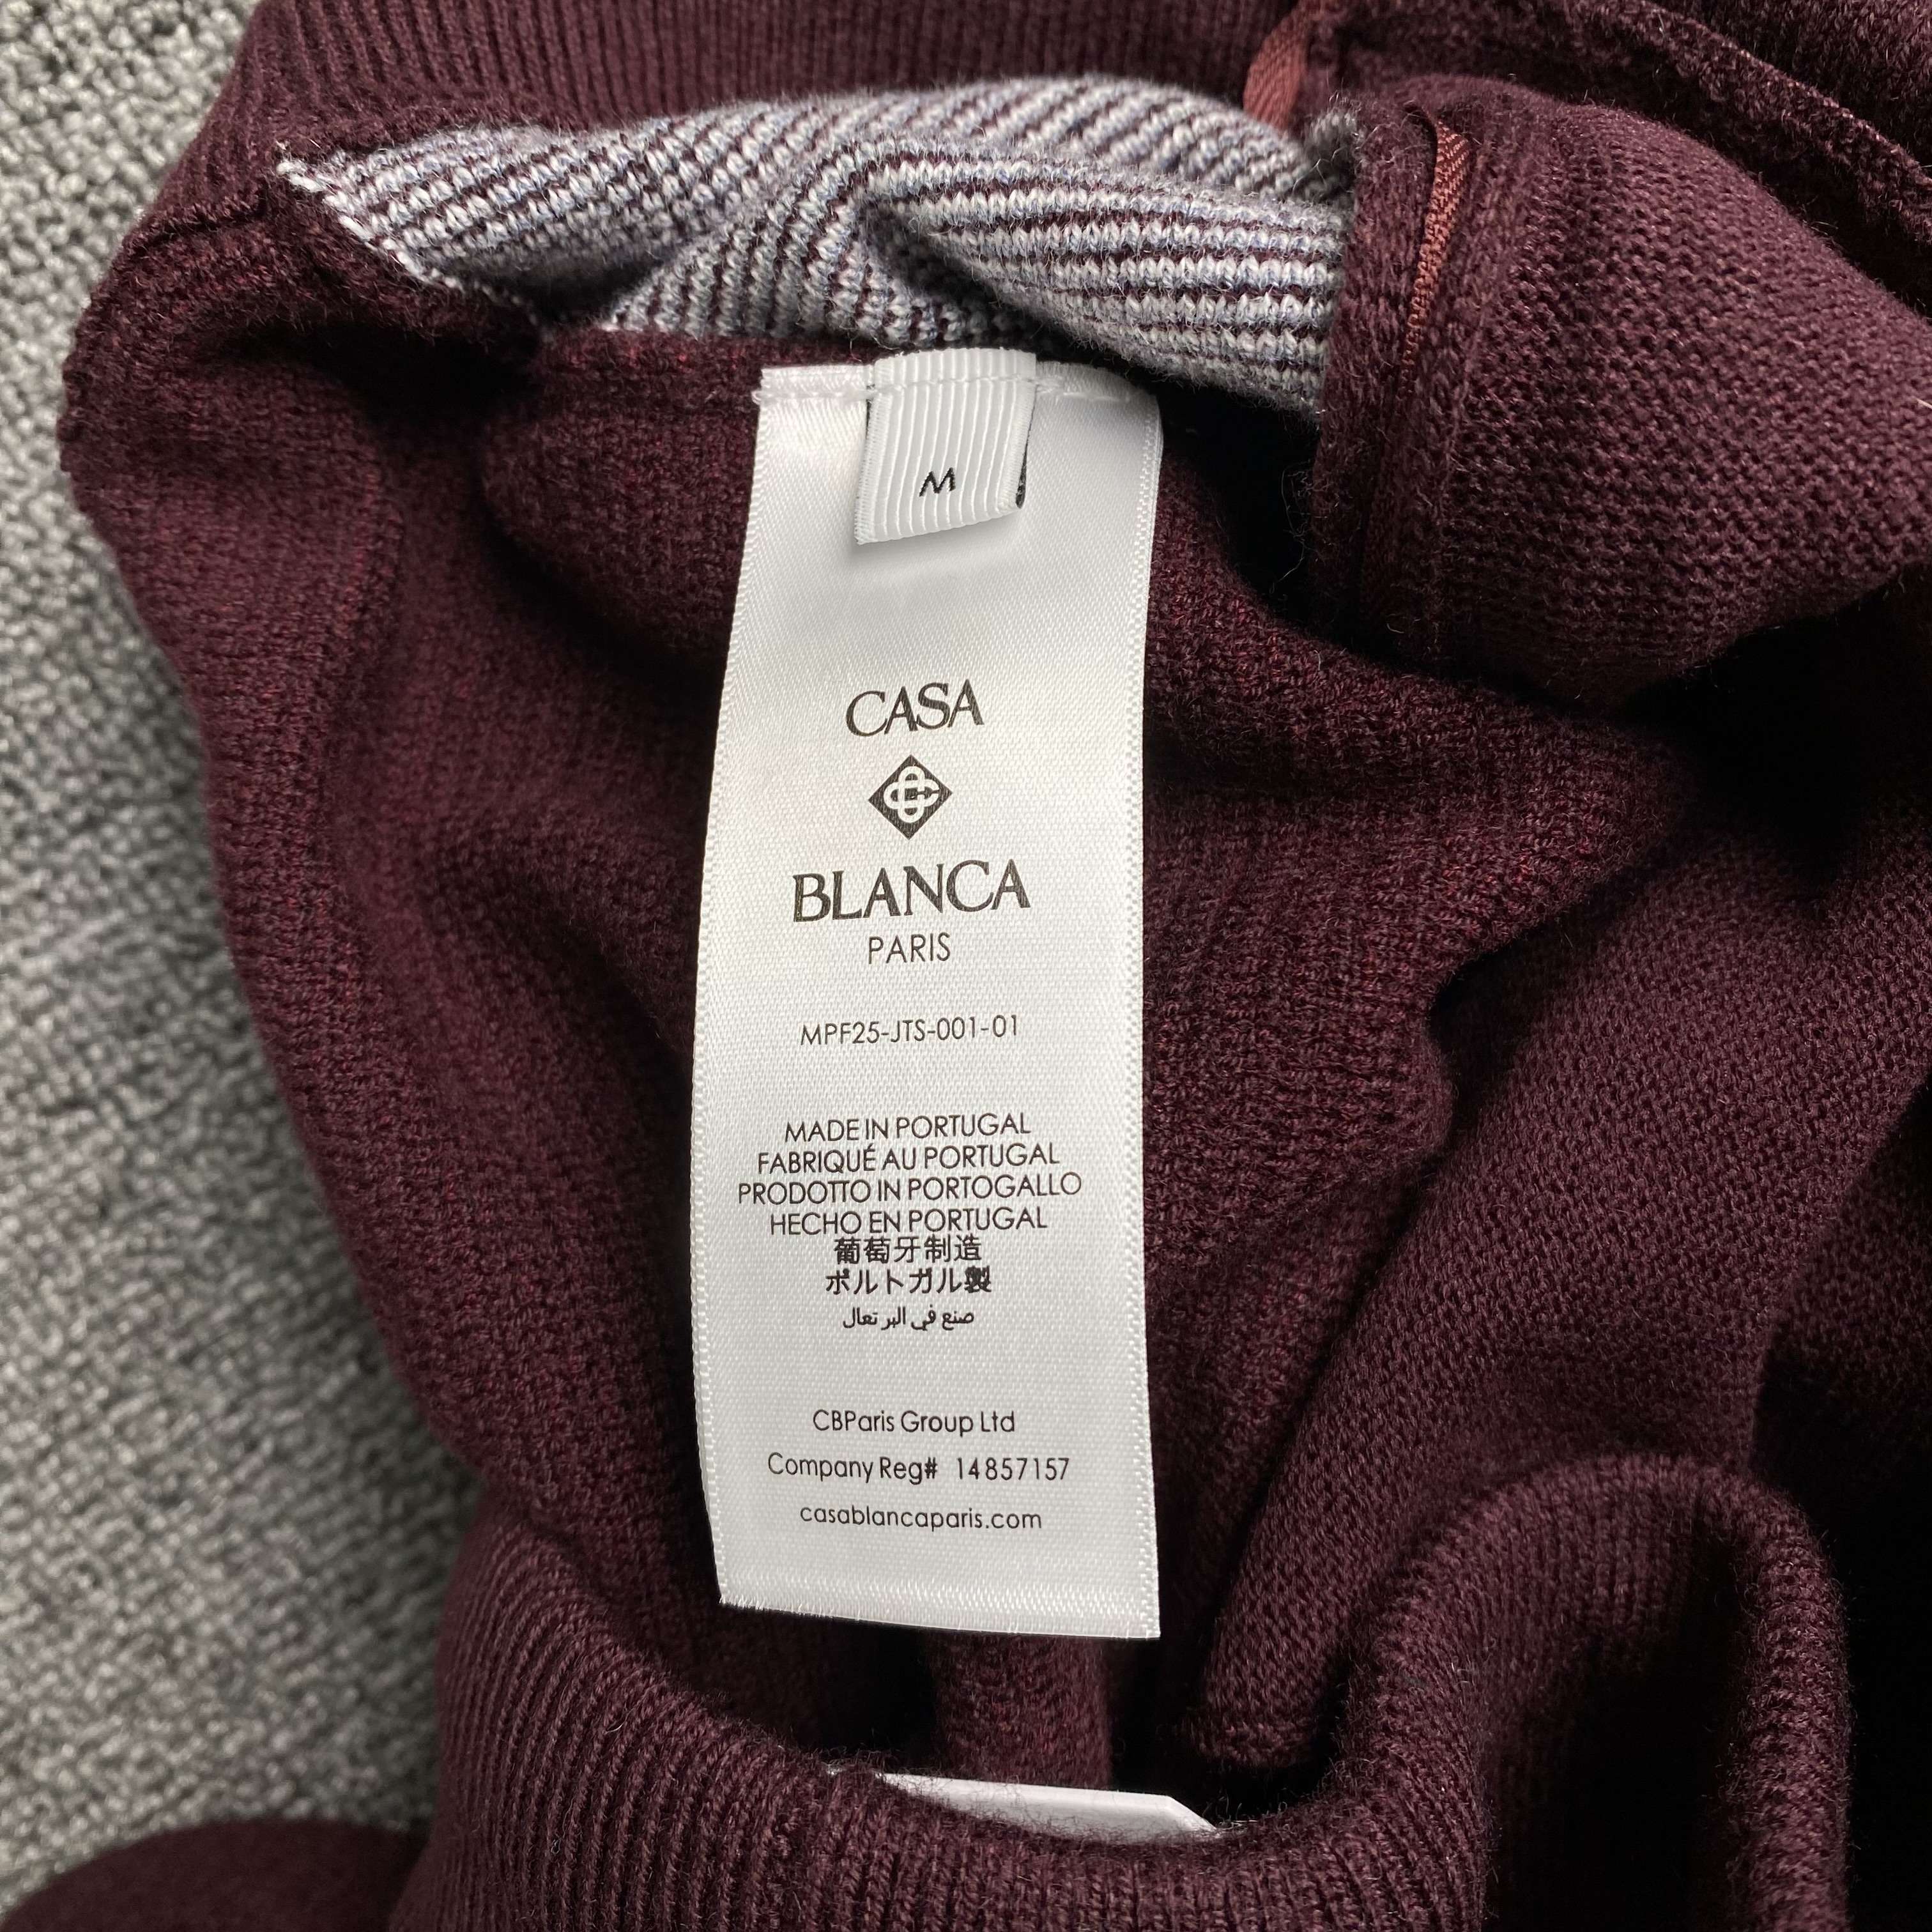 M
CASA
BLANCA
PARIS
MPF25-JTS-001-01
MADE IN PORTUGAL
FABRIQUÉ AU PORTUGAL
PRODOTTO IN PORTOGALLO
HECHO EN PORTUGAL
葡萄牙制造
ポルトガル製
صنع في البر تعال
CBParis Group Ltd
Company Reg# 14857157
casablancaparis.com